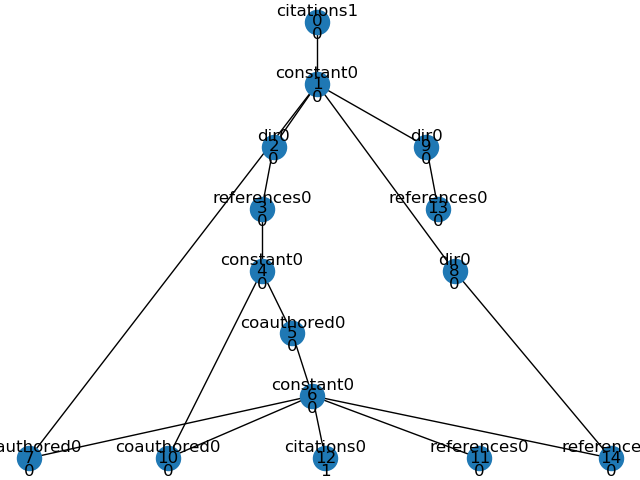 citations1
0
0
constant0
1
0
dir0
2
0
dir0
9
0
references0
3
0
references0
13
0
constant0
4
0
dir0
8
0
coauthored0
5
0
constant0
6
0
authored0
7
0
coauthored0
10
0
citations0
12
1
references0
11
0
reference
14
0